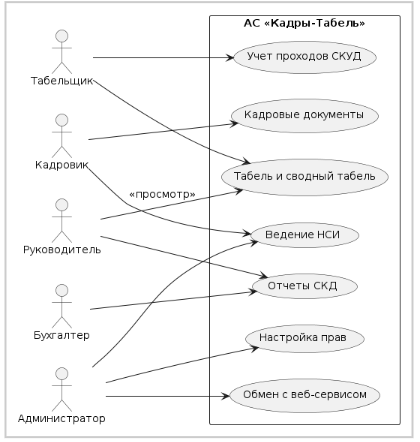 АС «Кадры-Табель»
Учет проходов СКУД
Табельщик
Кадровые документы
Кадровик
Табель и сводный табель
«просмотр»
Ведение НСИ
Руководитель
Отчеты СКД
Бухгалтер
Настройка прав
Обмен с веб-сервисом
Администратор